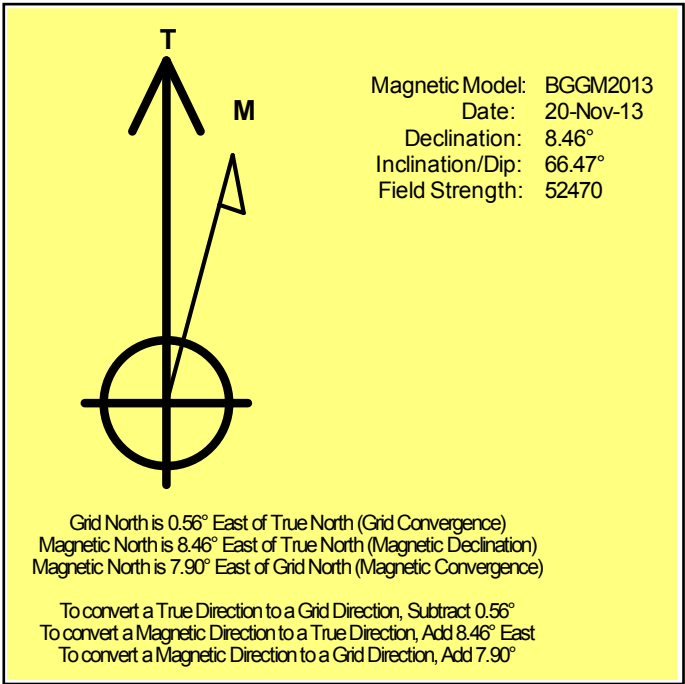 T
M
Magnetic Model: BGGM2013
Date: 20-Nov-13
Declination: 8.46°
Inclination/Dip: 66.47°
Field Strength: 52470
Grid North is 0.56° East of True North (Grid Convergence)
Magnetic North is 8.46° East of True North (Magnetic Declination)
Magnetic North is 7.90° East of Grid North (Magnetic Convergence)
To convert a True Direction to a Grid Direction, Subtract 0.56°
To convert a Magnetic Direction to a True Direction, Add 8.46° East
To convert a Magnetic Direction to a Grid Direction, Add 7.90°